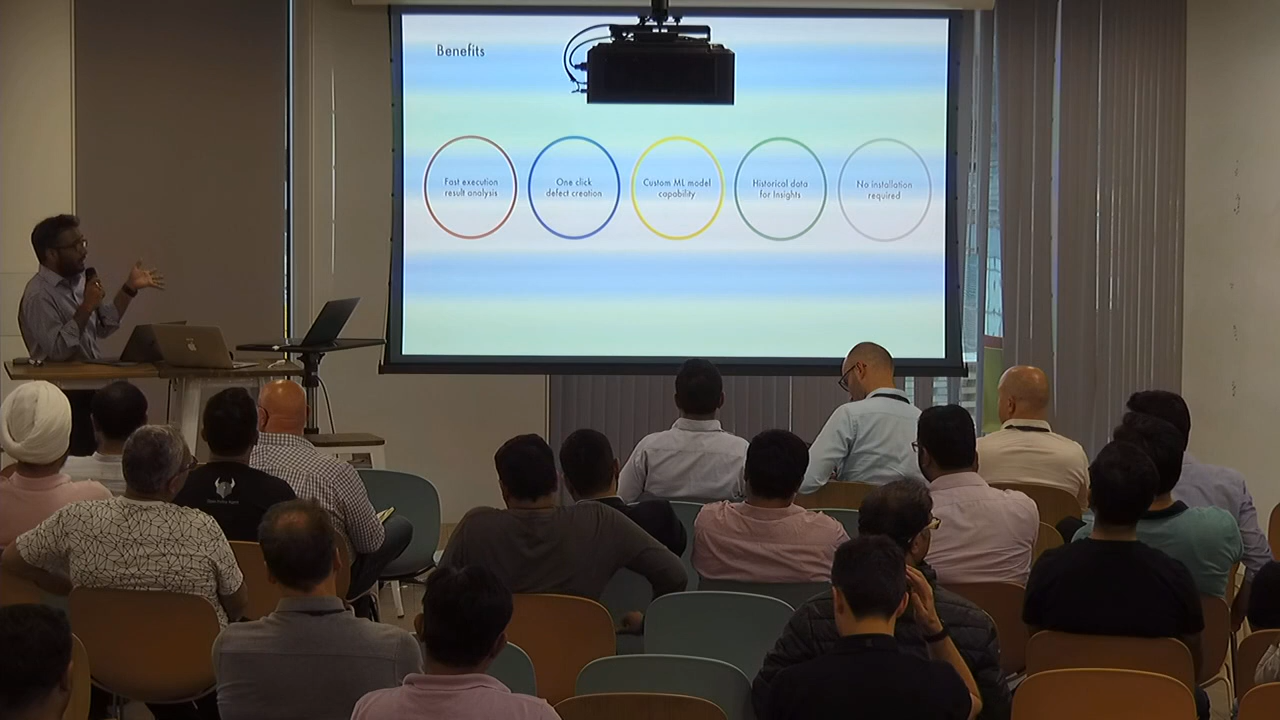 Benefits
Fast execution
result analysis
One click
defect creation
Custom ML model
capability
Historical data
for Insights
No installation
required